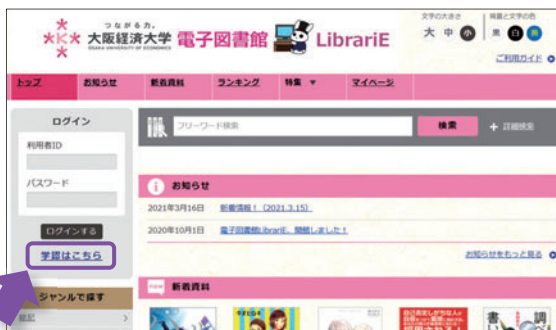 つながる力。
大阪経済大学 電子図書館 LibrariE
OSAKA UNIVERSITY OF ECONOMICS
文字の大きさ
大 中 小
背景と文字の色
黒 白 青
ご利用ガイド
トップ お知らせ 新着資料 ランキング 特集 ▼ マイページ
ログイン
利用者ID
パスワード
ログインする
学認はこちら
フリーワード検索
検索
+ 詳細検索
お知らせ
2021年3月16日 新着情報!(2021.3.15)
2020年10月1日 電子図書館LibrariE、開館しました!
お知らせをもっと見る
new 新着資料
ジャンルで探す
総記